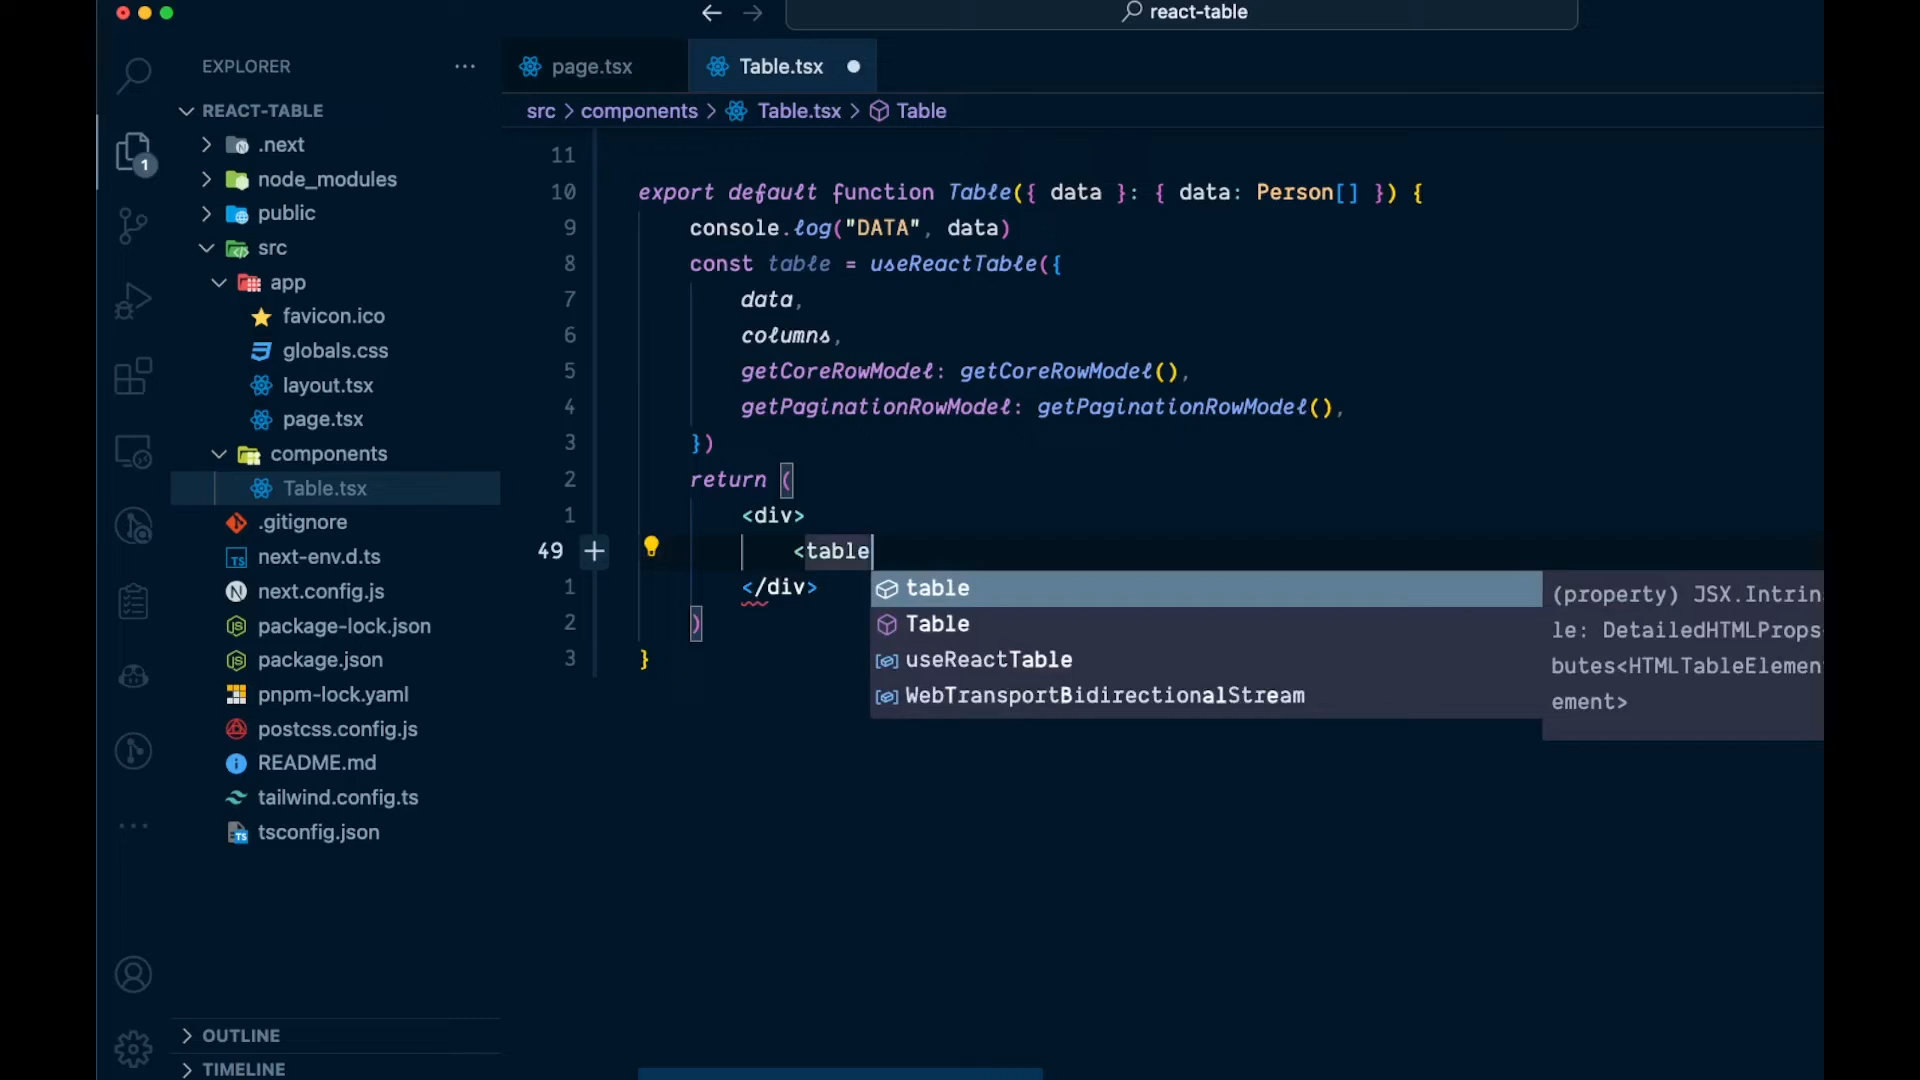 react-table
EXPLORER
page.tsx
Table.tsx
REACT-TABLE
src > components > Table.tsx > Table
.next
node_modules
public
src
app
favicon.ico
globals.css
layout.tsx
page.tsx
components
Table.tsx
.gitignore
next-env.d.ts
next.config.js
package-lock.json
package.json
pnpm-lock.yaml
postcss.config.js
README.md
tailwind.config.ts
tsconfig.json
OUTLINE
TIMELINE
1
11
10 export default function Table({ data }: { data: Person[] }) {
9 console.log("DATA", data)
8 const table = useReactTable({
7 data,
6 columns,
5 getCoreRowModel: getCoreRowModel(),
4 getPaginationRowModel: getPaginationRowModel(),
3 })
2 return (
1 <div>
49 <table
1 </div>
2 )
3 }
table
Table
useReactTable
WebTransportBidirectionalStream
(property) JSX.Intrin
le: DetailedHTMLProps
butes<HTMLTableElemen
ement>